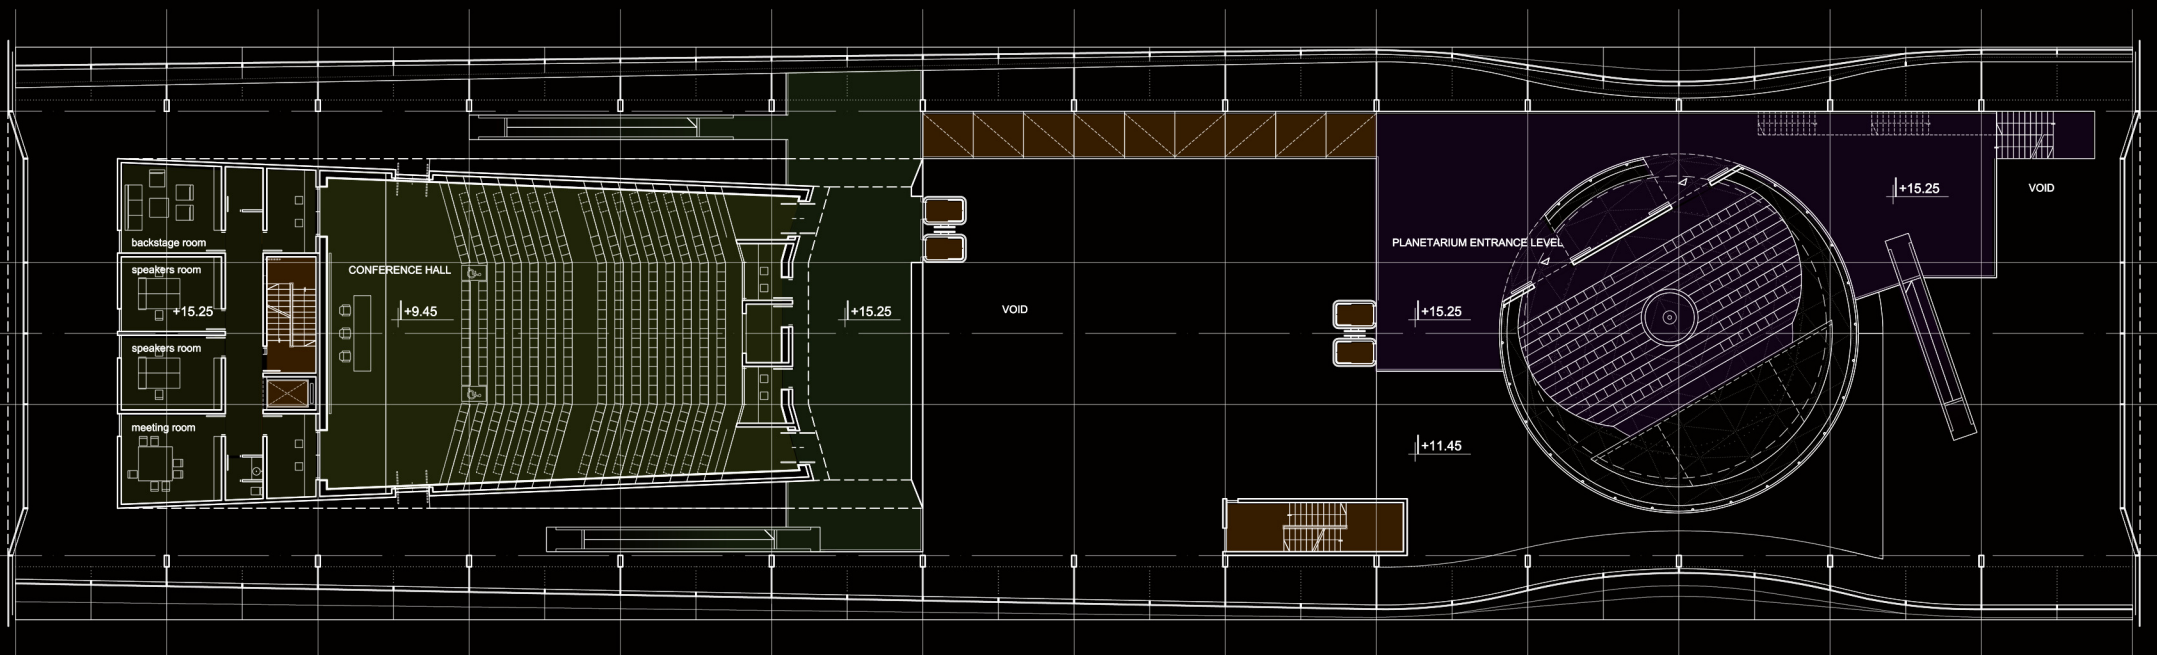 backstage room
speakers room
+15.25
speakers room
meeting room
CONFERENCE HALL
+9.45
+15.25
VOID
PLANETARIUM ENTRANCE LEVEL
+15.25
+11.45
+15.25
VOID